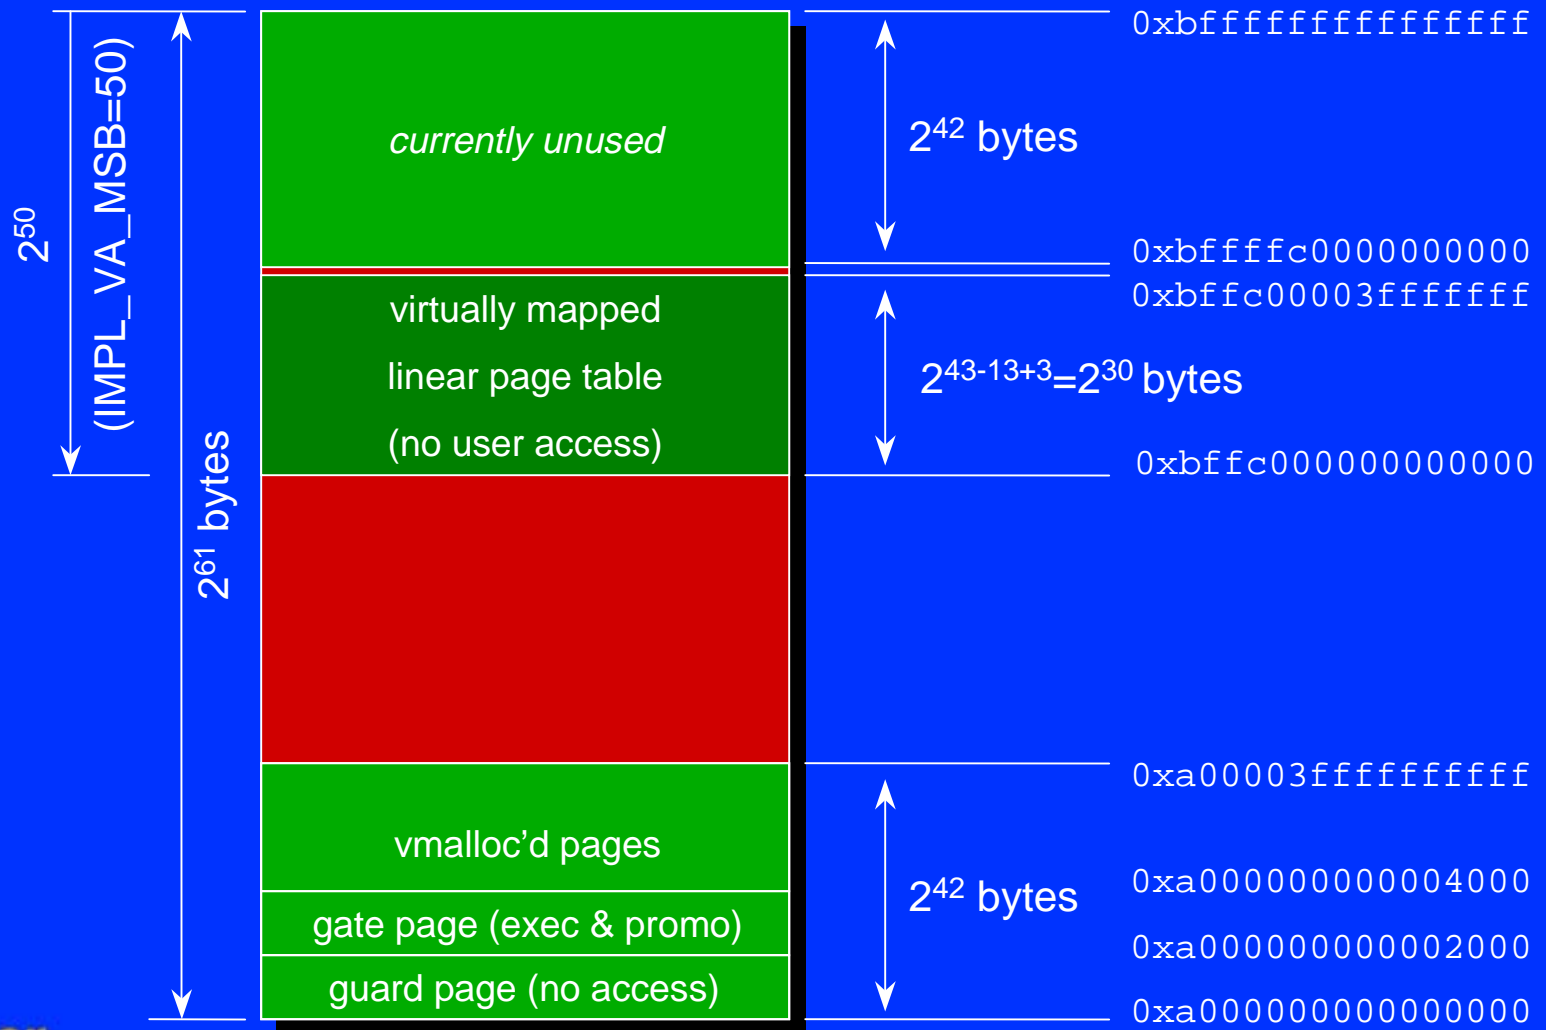 0xbfffffffffffffff
(IMPL_VA_MSB=50)
2^50
currently unused
2^42 bytes
0xbffffc0000000000
0xbffc00003fffffff
virtually mapped
linear page table
(no user access)
2^43-13+3=2^30 bytes
0xbffc000000000000
2^61 bytes
0xa00003ffffffffff
vmalloc’d pages
2^42 bytes
0xa000000000004000
gate page (exec & promo)
0xa000000000002000
guard page (no access)
0xa000000000000000